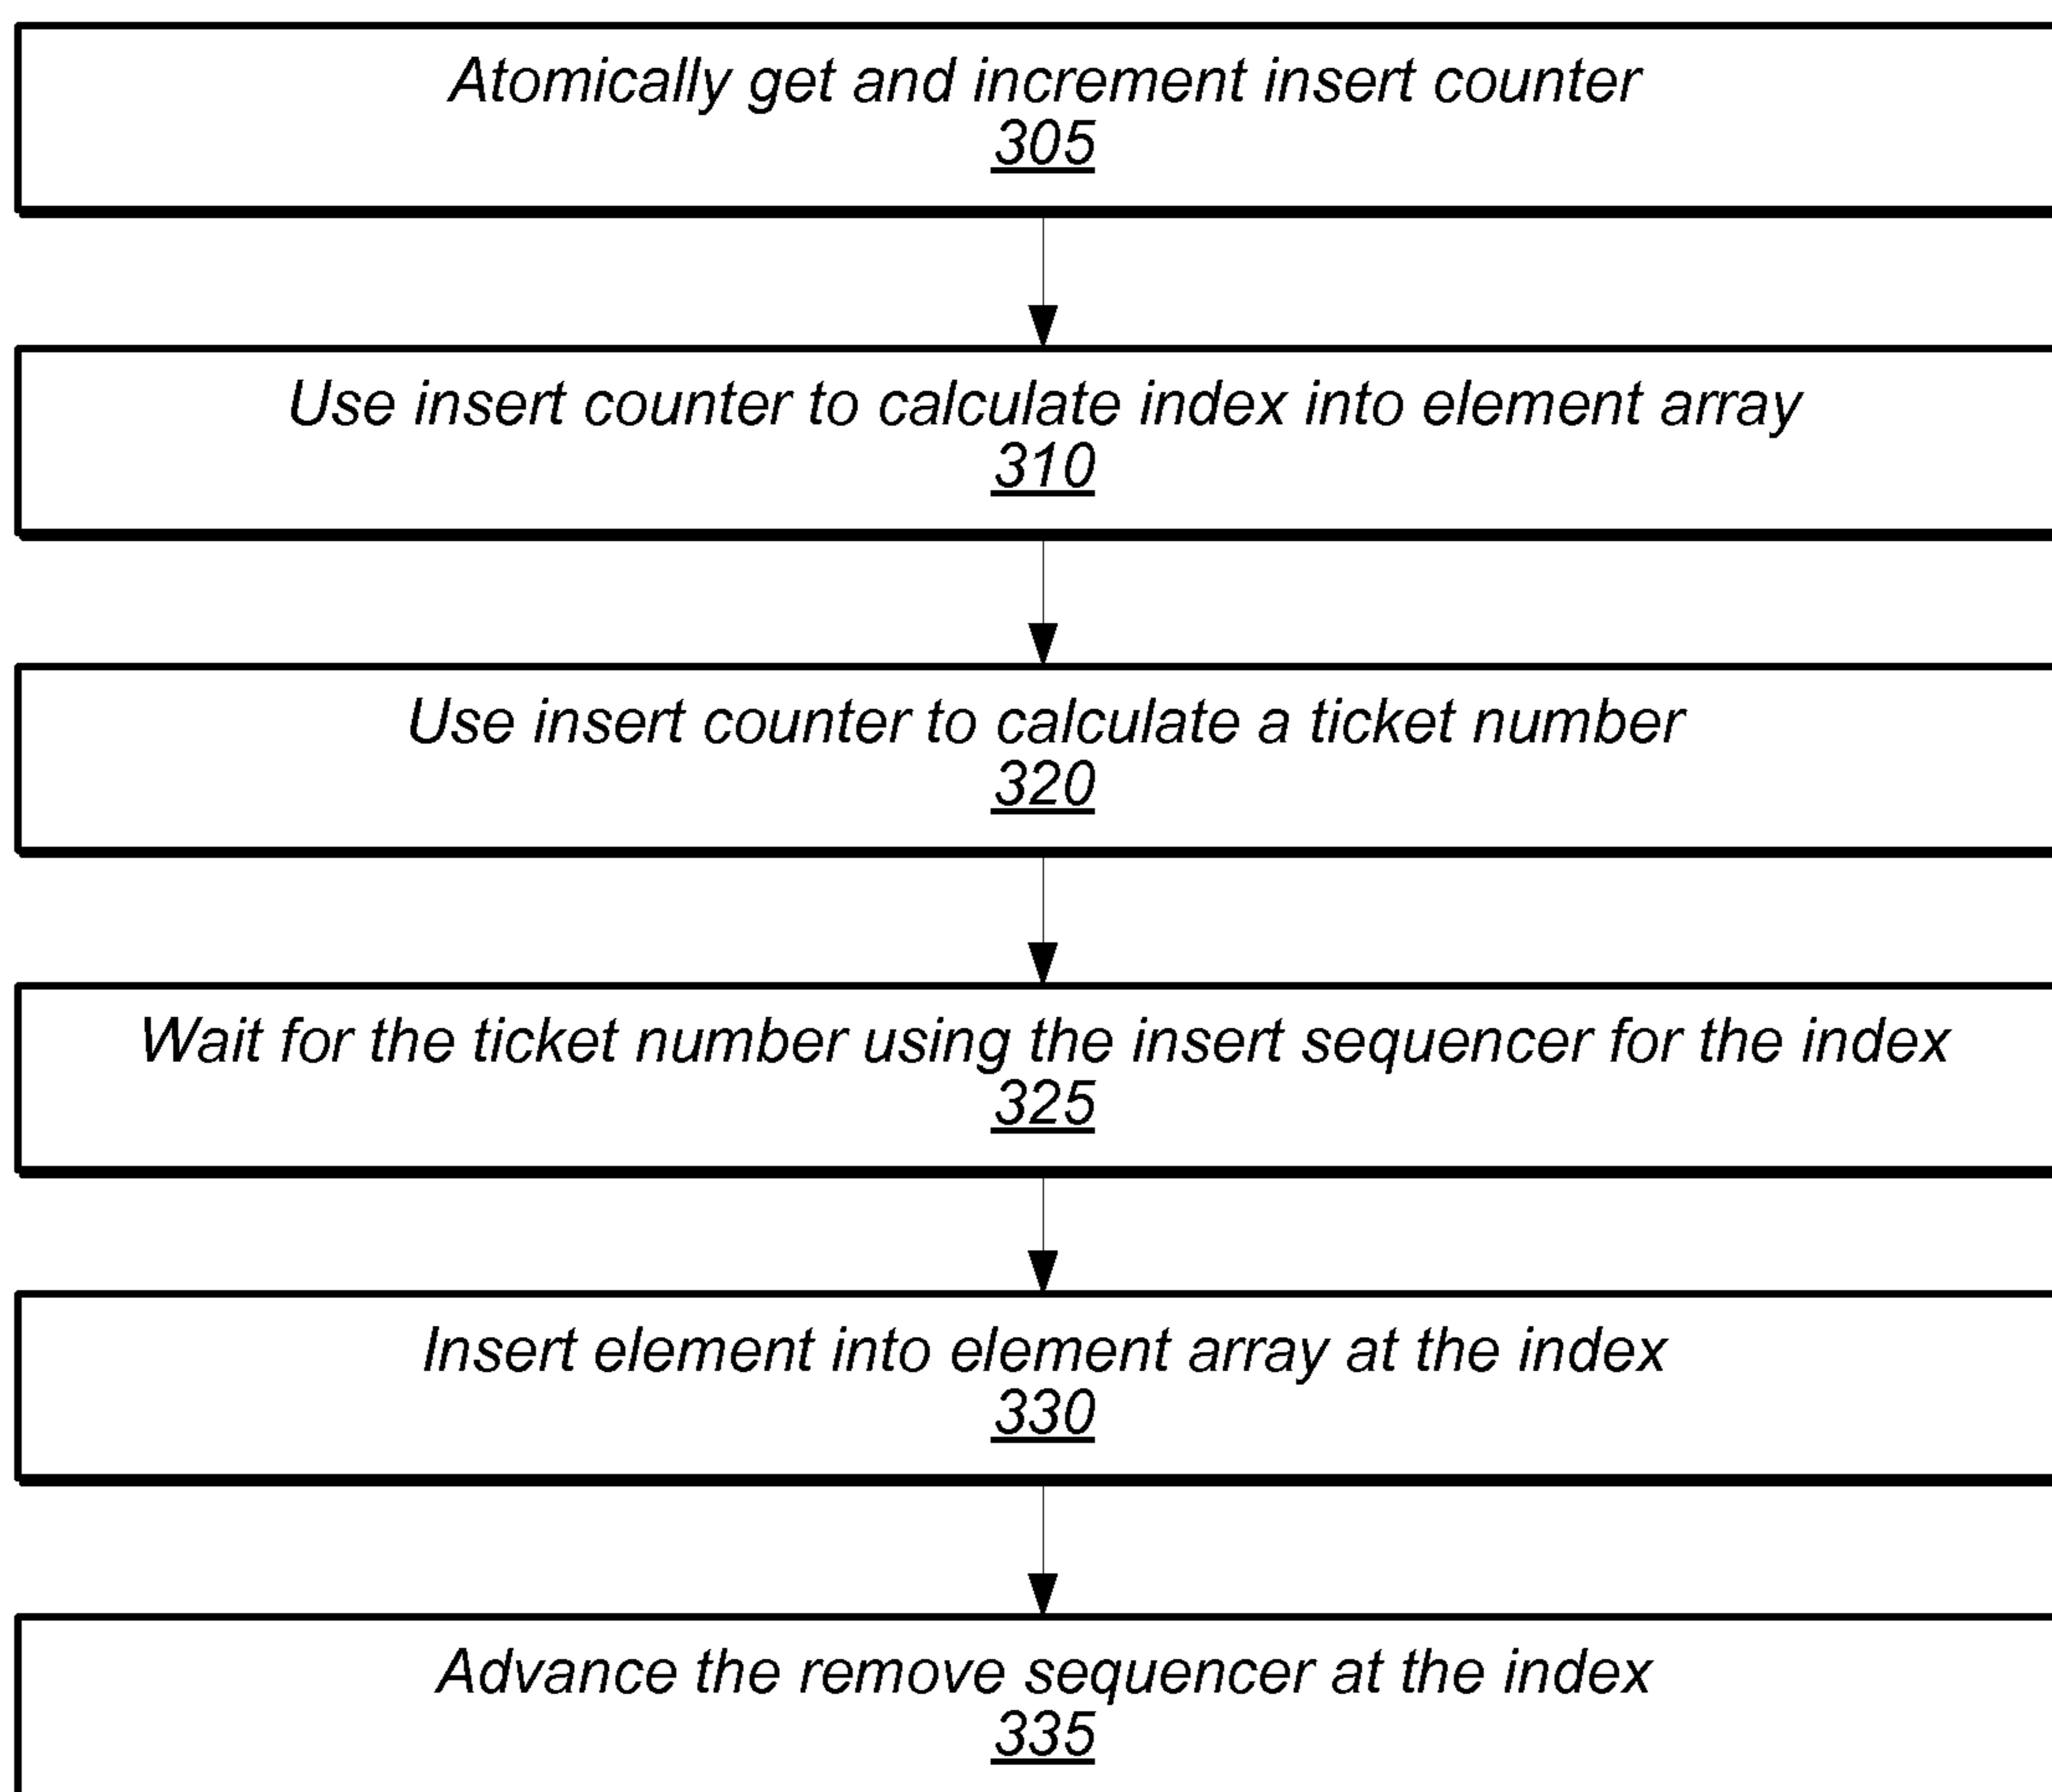 Atomically get and increment insert counter
305
Use insert counter to calculate index into element array
310
Use insert counter to calculate a ticket number
320
Wait for the ticket number using the insert sequencer for the index
325
Insert element into element array at the index
330
Advance the remove sequencer at the index
335